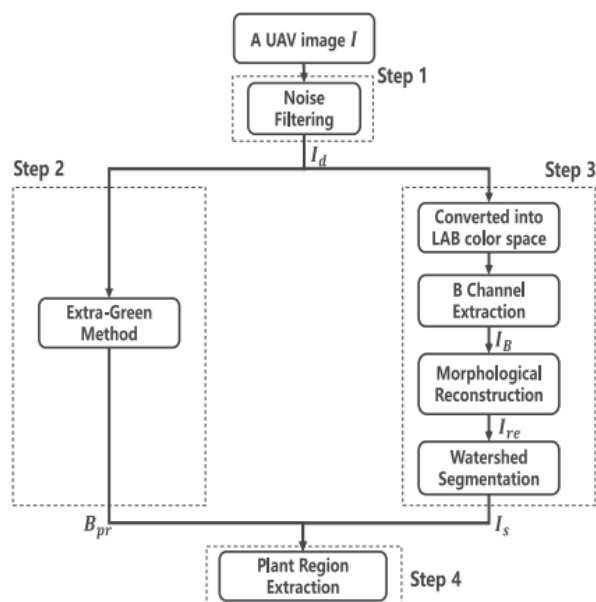 A UAV image I
Step 1
Noise
Filtering
I_d
Step 2
Step 3
Converted into
LAB color space
B Channel
Extraction
I_B
Extra-Green
Method
Morphological
Reconstruction
I_re
Watershed
Segmentation
B_pr
I_s
Plant Region
Extraction
Step 4